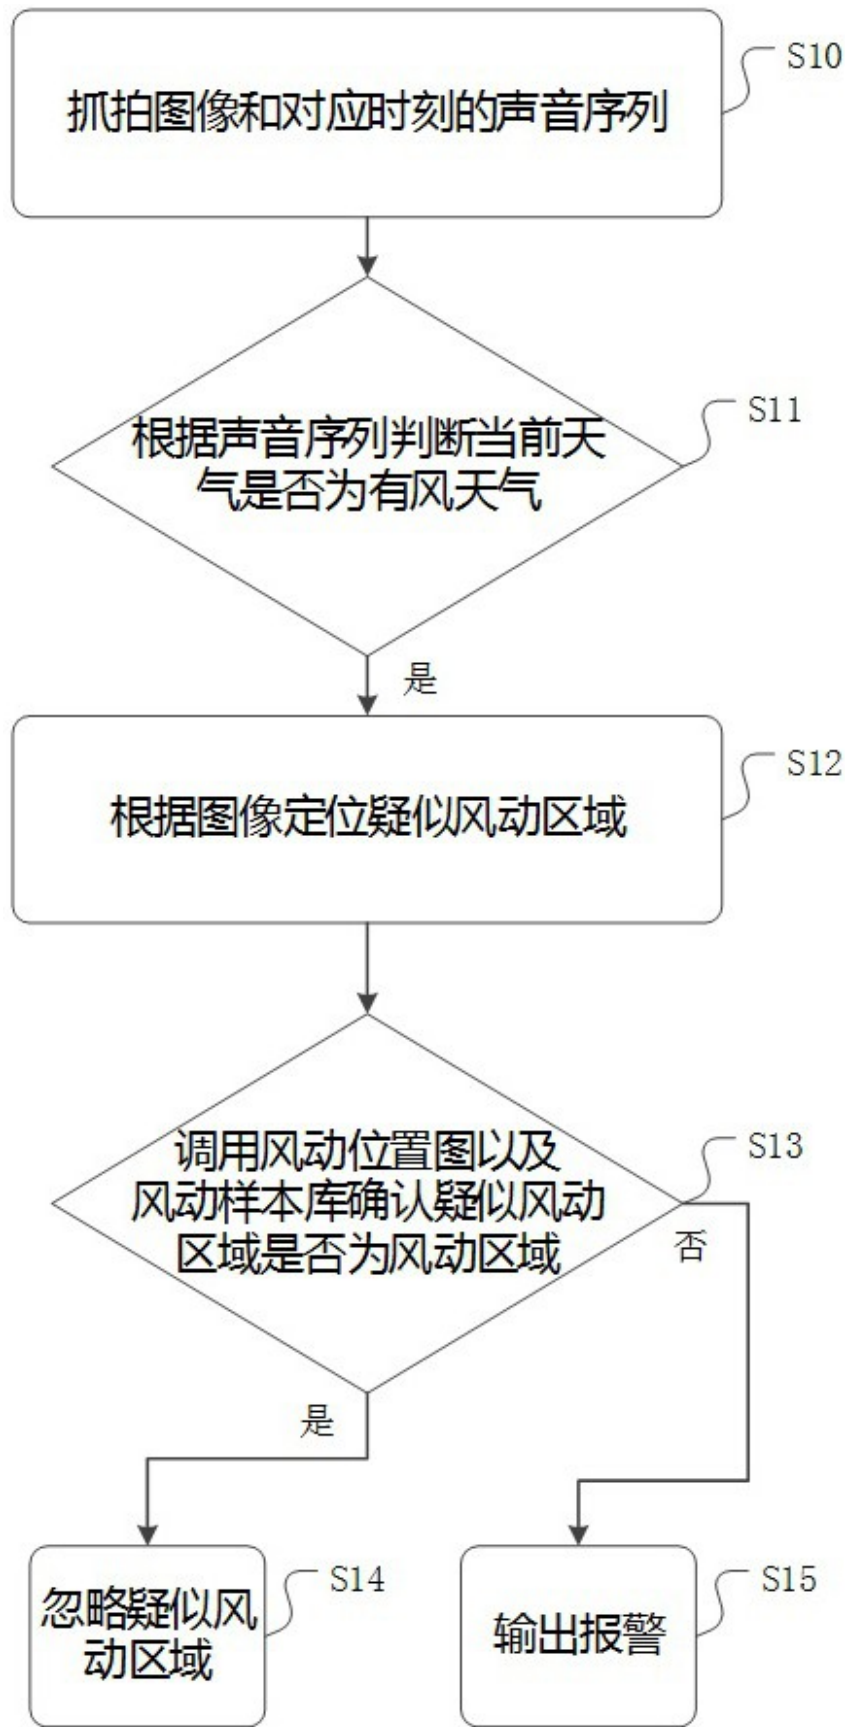 抓拍图像和对应时刻的声音序列
S10
根据声音序列判断当前天
气是否为有风天气
S11
是
根据图像定位疑似风动区域
S12
调用风动位置图以及
风动样本库确认疑似风动
区域是否为风动区域
S13
否
是
忽略疑似风
动区域
S14
输出报警
S15